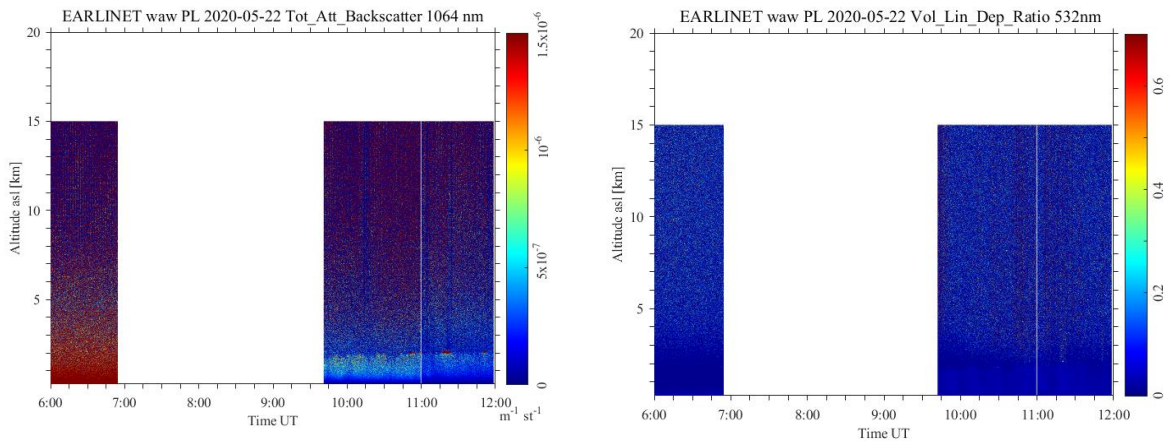 EARLINET waw PL 2020-05-22 Tot_Att_Backscatter 1064 nm
20
15
10
5
Altitude asl [km]
6:00 7:00 8:00 9:00 10:00 11:00 12:00
Time UT
1.5x10⁻⁶
10⁻⁶
5x10⁻⁷
0
m⁻¹ st⁻¹
EARLINET waw PL 2020-05-22 Vol_Lin_Dep_Ratio 532nm
20
15
10
5
Altitude asl [km]
6:00 7:00 8:00 9:00 10:00 11:00 12:00
Time UT
0.6
0.4
0.2
0